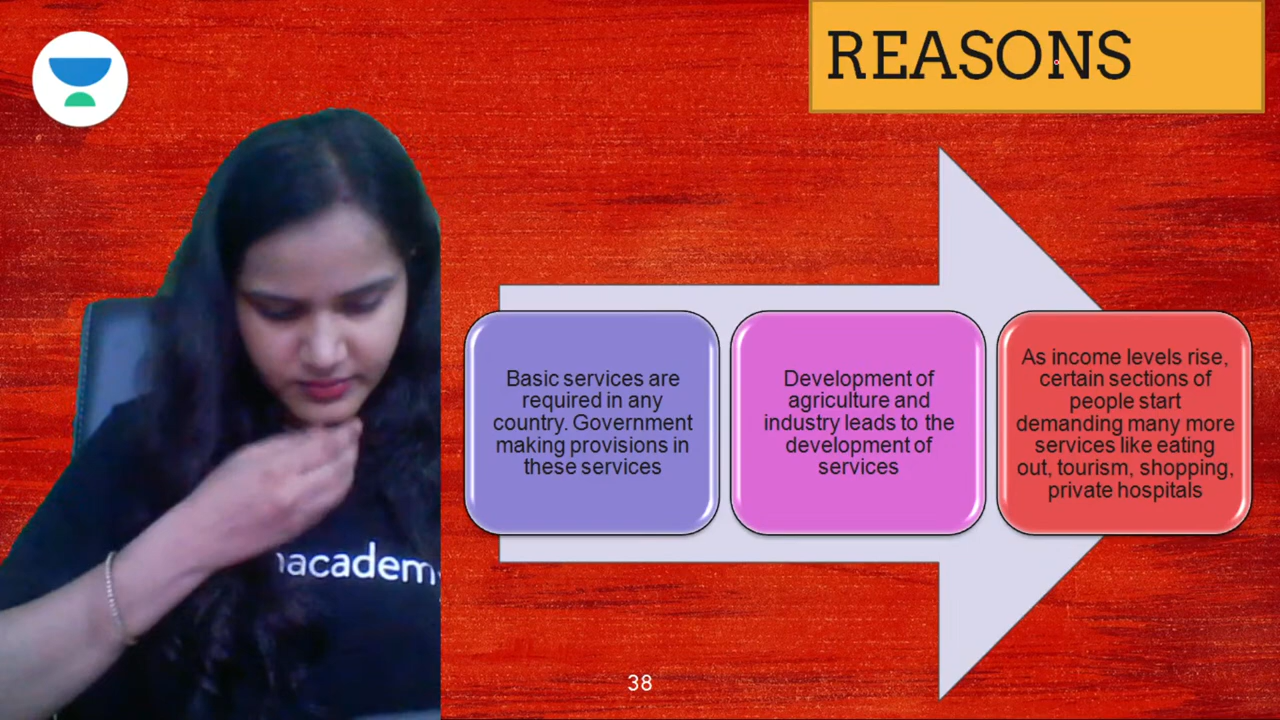 REASONS
Basic services are
required in any
country. Government
making provisions in
these services
Development of
agriculture and
industry leads to the
development of
services
As income levels rise,
certain sections of
people start
demanding many more
services like eating
out, tourism, shopping,
private hospitals
nacademy
38